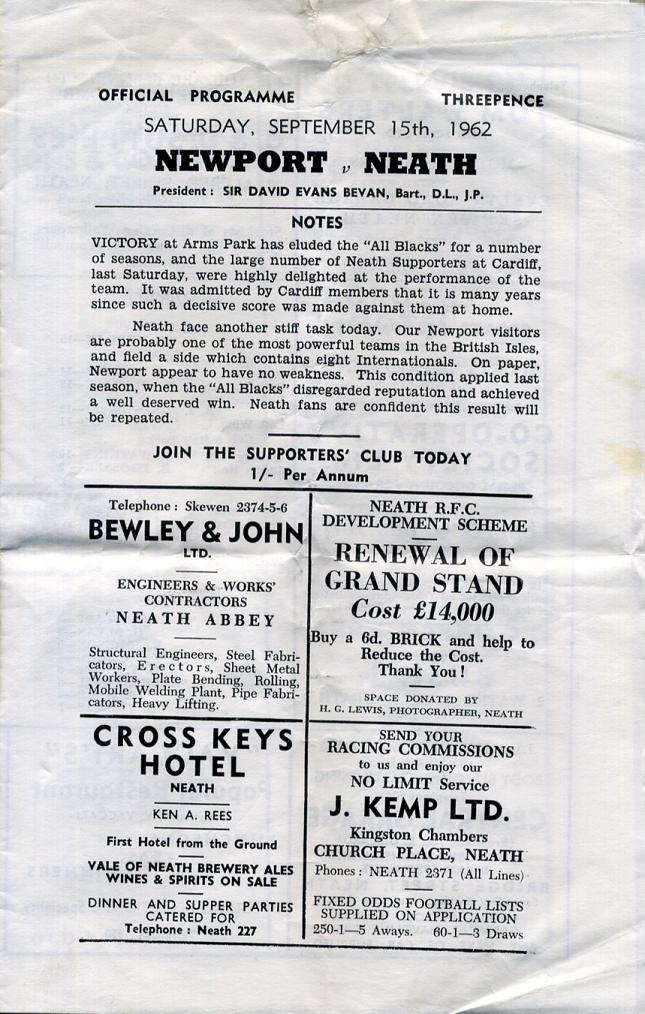 OFFICIAL PROGRAMME THREEPENCE
SATURDAY, SEPTEMBER 15th, 1962
NEWPORT v NEATH
President : SIR DAVID EVANS BEVAN, Bart., D.L., J.P.
NOTES
VICTORY at Arms Park has eluded the "All Blacks" for a number
of seasons, and the large number of Neath Supporters at Cardiff,
last Saturday, were highly delighted at the performance of the
team. It was admitted by Cardiff members that it is many years
since such a decisive score was made against them at home.
Neath face another stiff task today. Our Newport visitors
are probably one of the most powerful teams in the British Isles,
and field a side which contains eight Internationals. On paper,
Newport appear to have no weakness. This condition applied last
season, when the "All Blacks" disregarded reputation and achieved
a well deserved win. Neath fans are confident this result will
be repeated.
JOIN THE SUPPORTERS' CLUB TODAY
1/- Per Annum
Telephone : Skewen 2374-5-6
BEWLEY & JOHN
LTD.
ENGINEERS & WORKS'
CONTRACTORS
NEATH ABBEY
Structural Engineers, Steel Fabri-
cators, Erectors, Sheet Metal
Workers, Plate Bending, Rolling,
Mobile Welding Plant, Pipe Fabri-
cators, Heavy Lifting.
NEATH R.F.C.
DEVELOPMENT SCHEME
RENEWAL OF
GRAND STAND
Cost £14,000
Buy a 6d. BRICK and help to
Reduce the Cost.
Thank You !
SPACE DONATED BY
H. G. LEWIS, PHOTOGRAPHER, NEATH
CROSS KEYS
HOTEL
NEATH
KEN A. REES
First Hotel from the Ground
VALE OF NEATH BREWERY ALES
WINES & SPIRITS ON SALE
DINNER AND SUPPER PARTIES
CATERED FOR
Telephone : Neath 227
SEND YOUR
RACING COMMISSIONS
to us and enjoy our
NO LIMIT Service
J. KEMP LTD.
Kingston Chambers
CHURCH PLACE, NEATH
Phones : NEATH 2371 (All Lines)
FIXED ODDS FOOTBALL LISTS
SUPPLIED ON APPLICATION
250-1—5 Aways. 60-1—3 Draws